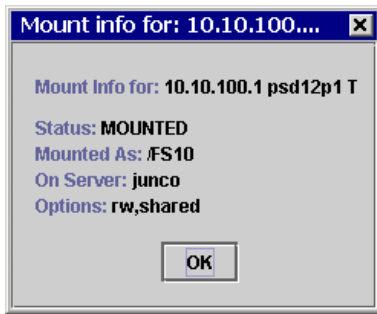 Mount info for: 10.10.100....
Mount Info for: 10.10.100.1 psd12p1 T
Status: MOUNTED
Mounted As: /FS10
On Server: junco
Options: rw,shared
OK